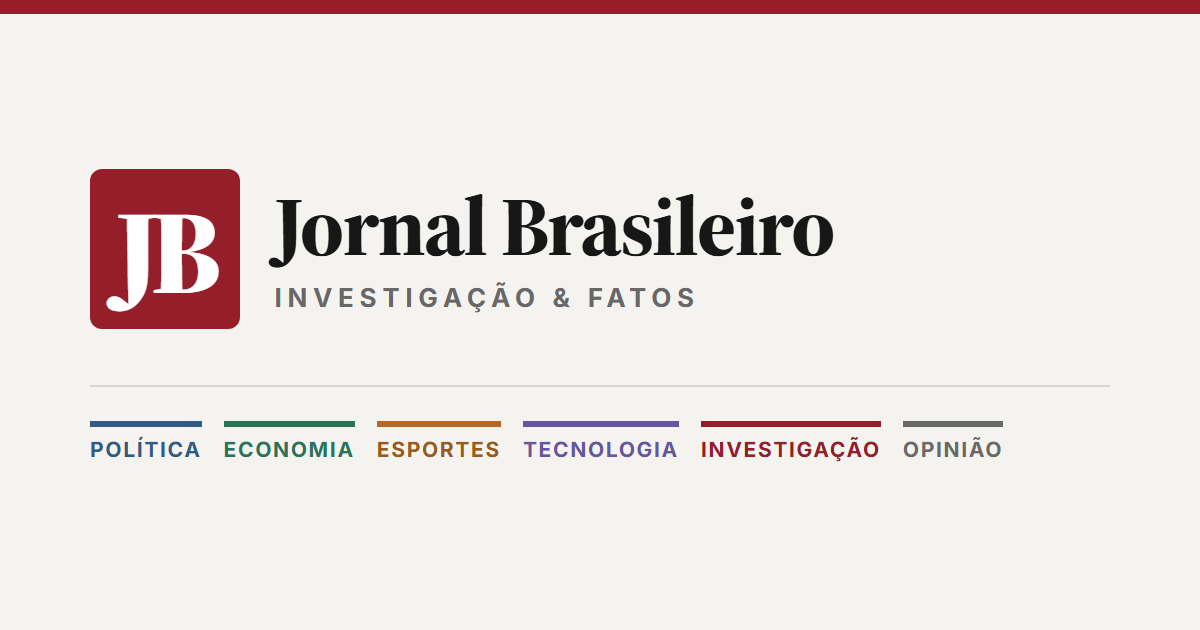 JB
Jornal Brasileiro
INVESTIGAÇÃO & FATOS
POLÍTICA ECONOMIA ESPORTES TECNOLOGIA INVESTIGAÇÃO OPINIÃO